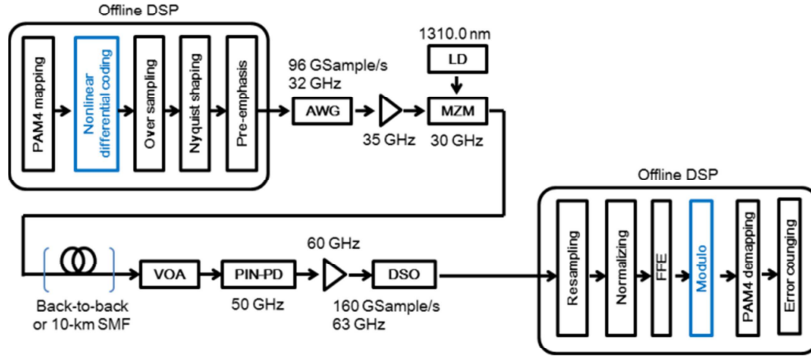 Offline DSP
PAM4 mapping
Nonlinear
differential coding
Over sampling
Nyquist shaping
Pre-emphasis
96 GSample/s
32 GHz
AWG
35 GHz
1310.0 nm
LD
MZM
30 GHz
Back-to-back
or 10-km SMF
VOA
PIN-PD
50 GHz
60 GHz
DSO
160 GSample/s
63 GHz
Offline DSP
Resampling
Normalizing
FFE
Modulo
PAM4 demapping
Error counging